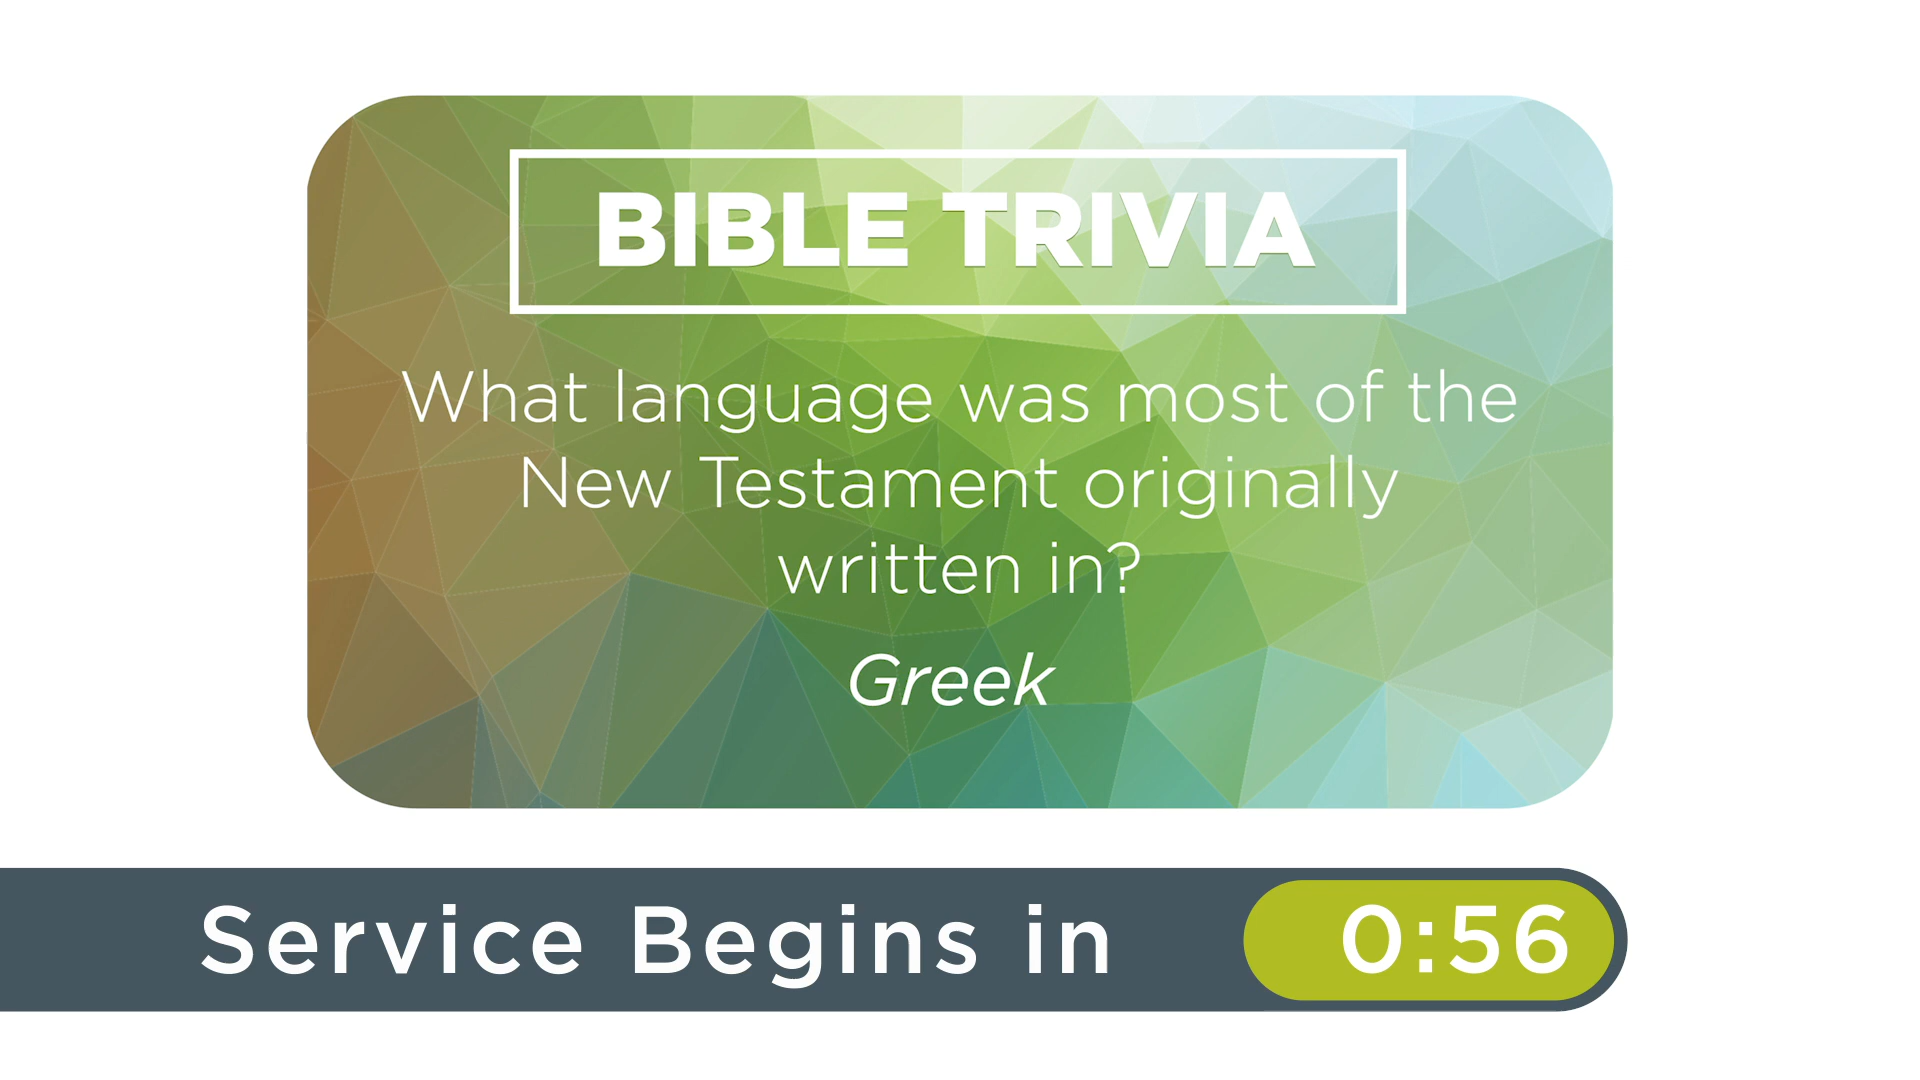 BIBLE TRIVIA
What language was most of the
New Testament originally
written in?
Greek
Service Begins in 0:56